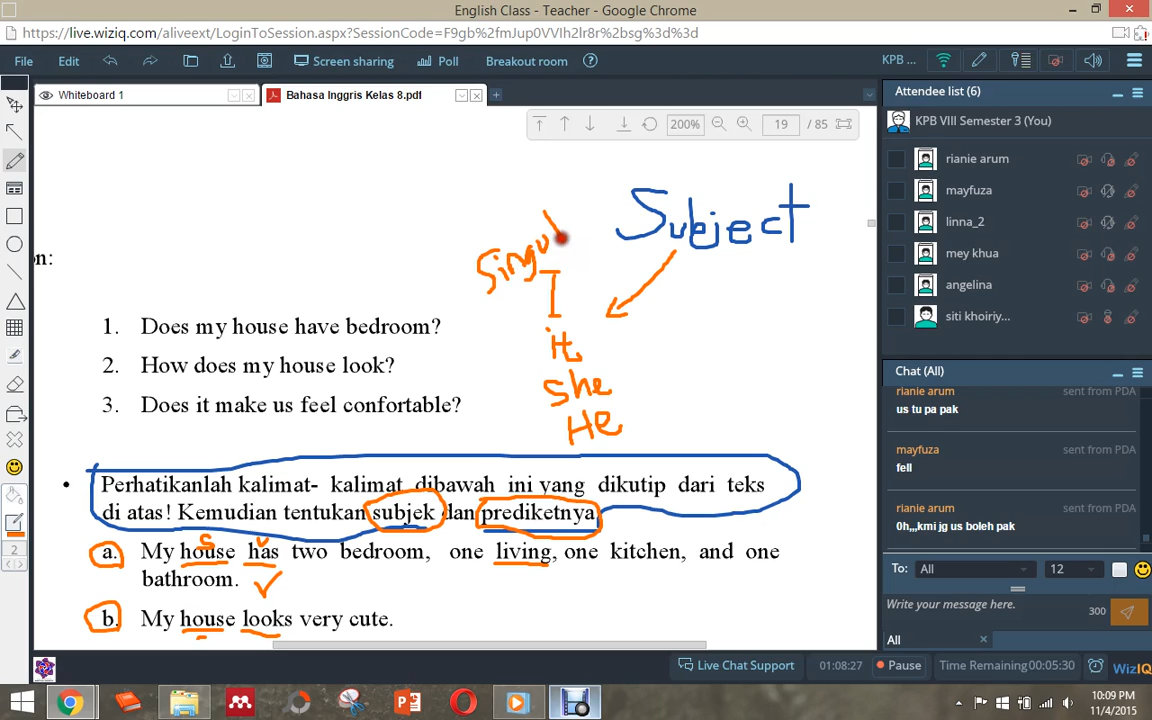 English Class - Teacher - Google Chrome
https://live.wiziq.com/aliveext/LoginToSession.aspx?SessionCode=F9gb%2fmJup0VVIh2lr8r%2bsg%3d%3d
File Edit Screen sharing Poll Breakout room KPB ...
Whiteboard 1
Bahasa Inggris Kelas 8.pdf
200% 19 / 85
Subject
Singul
on:
I
it
she
He
1. Does my house have bedroom?
2. How does my house look?
3. Does it make us feel confortable?
• Perhatikanlah kalimat- kalimat dibawah ini yang dikutip dari teks
di atas! Kemudian tentukan subjek dan prediketnya.
S v
a. My house has two bedroom, one living, one kitchen, and one
bathroom.
b. My house looks very cute.
2
Attendee list (6)
KPB VIII Semester 3 (You)
rianie arum
mayfuza
linna_2
mey khua
angelina
siti khoiriy...
Chat (All)
rianie arum sent from PDA
us tu pa pak
mayfuza sent from PDA
fell
rianie arum sent from PDA
0h,,,kmi jg us boleh pak
To: All 12
Write your message here. 300
All
Live Chat Support 01:08:27 Pause Time Remaining 00:05:30 WizIQ
10:09 PM
11/4/2015